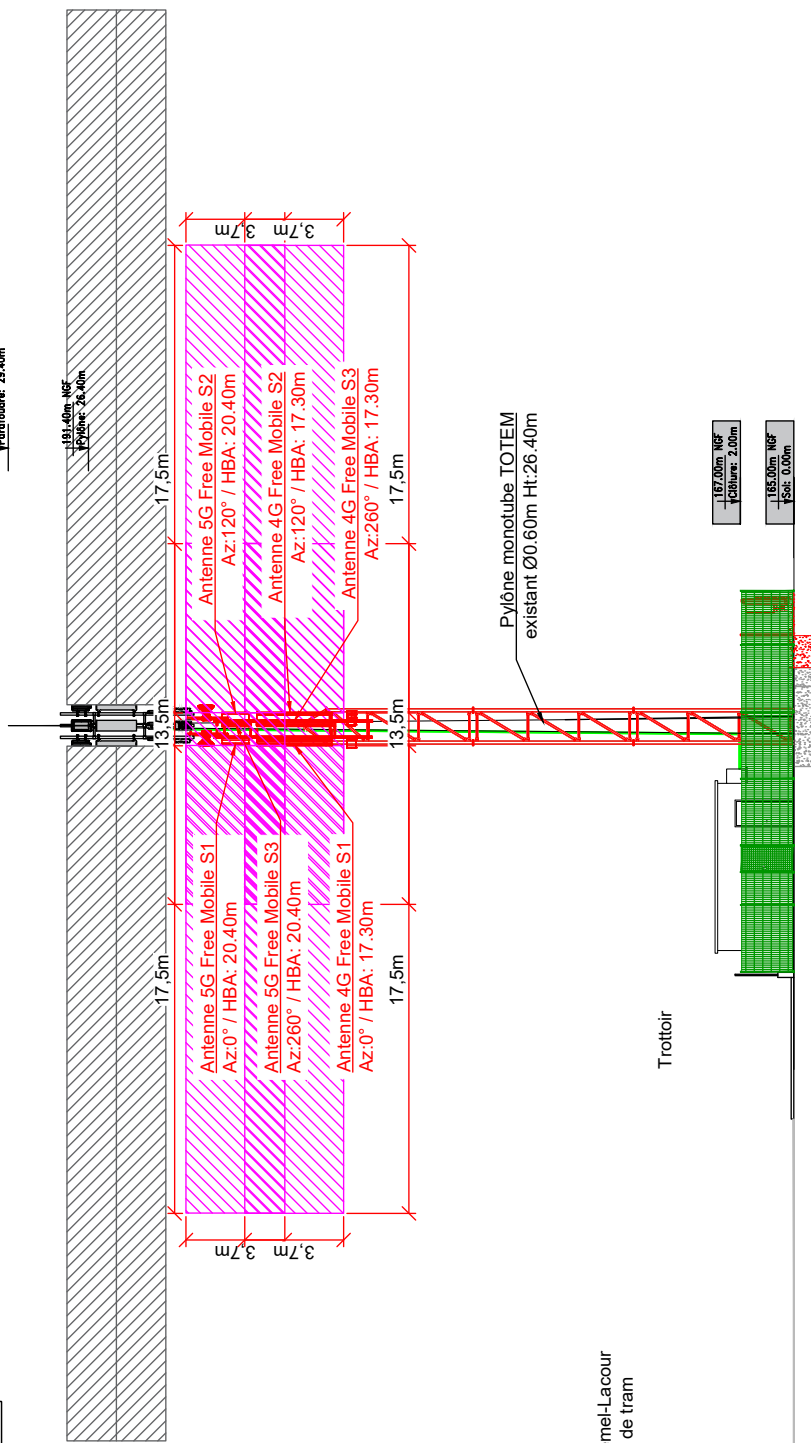 29.40m
191.40m NGF
Pylône: 26.40m
17,5m
17,5m
13,5m
3,7m
3,7m
3,7m
3,7m
Antenne 5G Free Mobile S1
Az:0° / HBA: 20.40m
Antenne 5G Free Mobile S3
Az:260° / HBA: 20.40m
Antenne 4G Free Mobile S1
Az:0° / HBA: 17.30m
Antenne 5G Free Mobile S2
Az:120° / HBA: 20.40m
Antenne 4G Free Mobile S2
Az:120° / HBA: 17.30m
Antenne 4G Free Mobile S3
Az:260° / HBA: 17.30m
17,5m
13,5m
17,5m
Pylône monotube TOTEM
existant Ø0.60m Ht:26.40m
Trottoir
mel-Lacour
de tram
167.00m NGF
Clôture: 2.00m
165.00m NGF
Sol: 0.00m